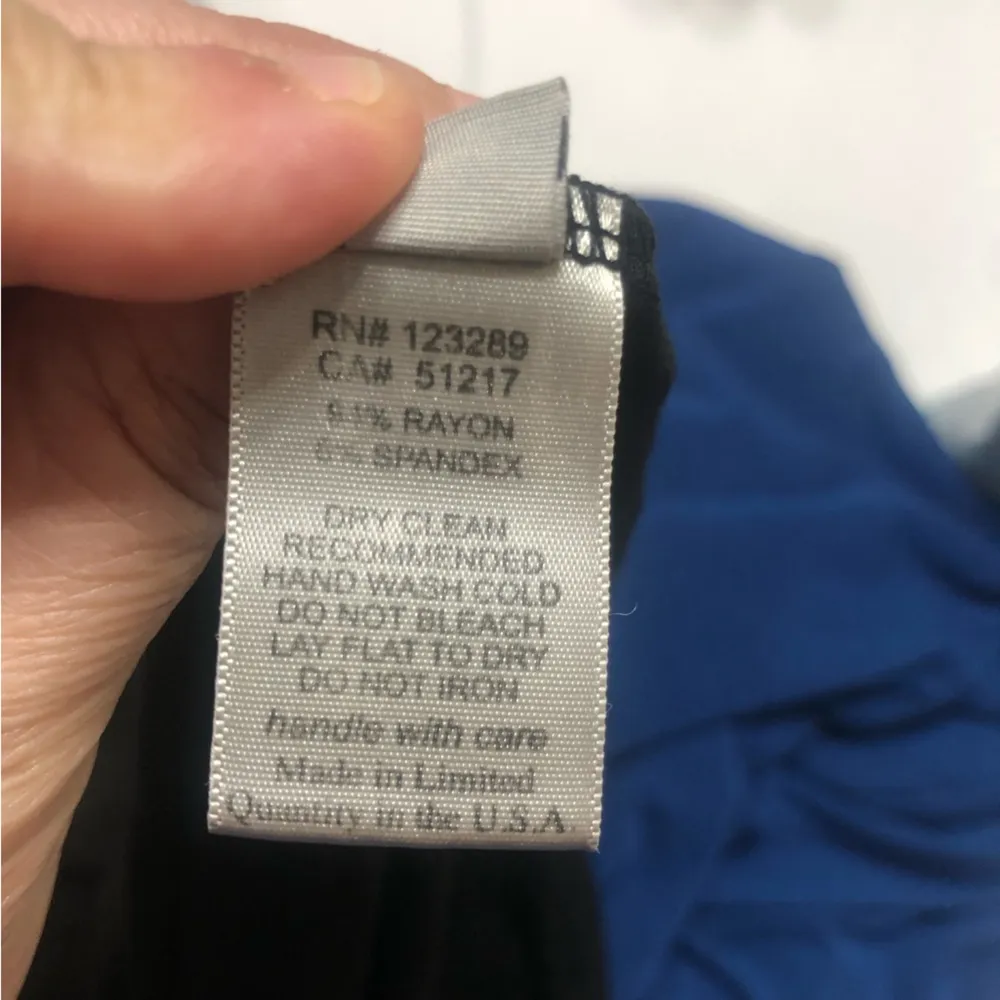 RN# 123289
CA# 51217
RAYON
SPANDEX
DRY CLEAN
RECOMMENDED
HAND WASH COLD
DO NOT BLEACH
LAY FLAT TO DRY
DO NOT IRON
handle with care
Made in Limited
Quantity in the U.S.A